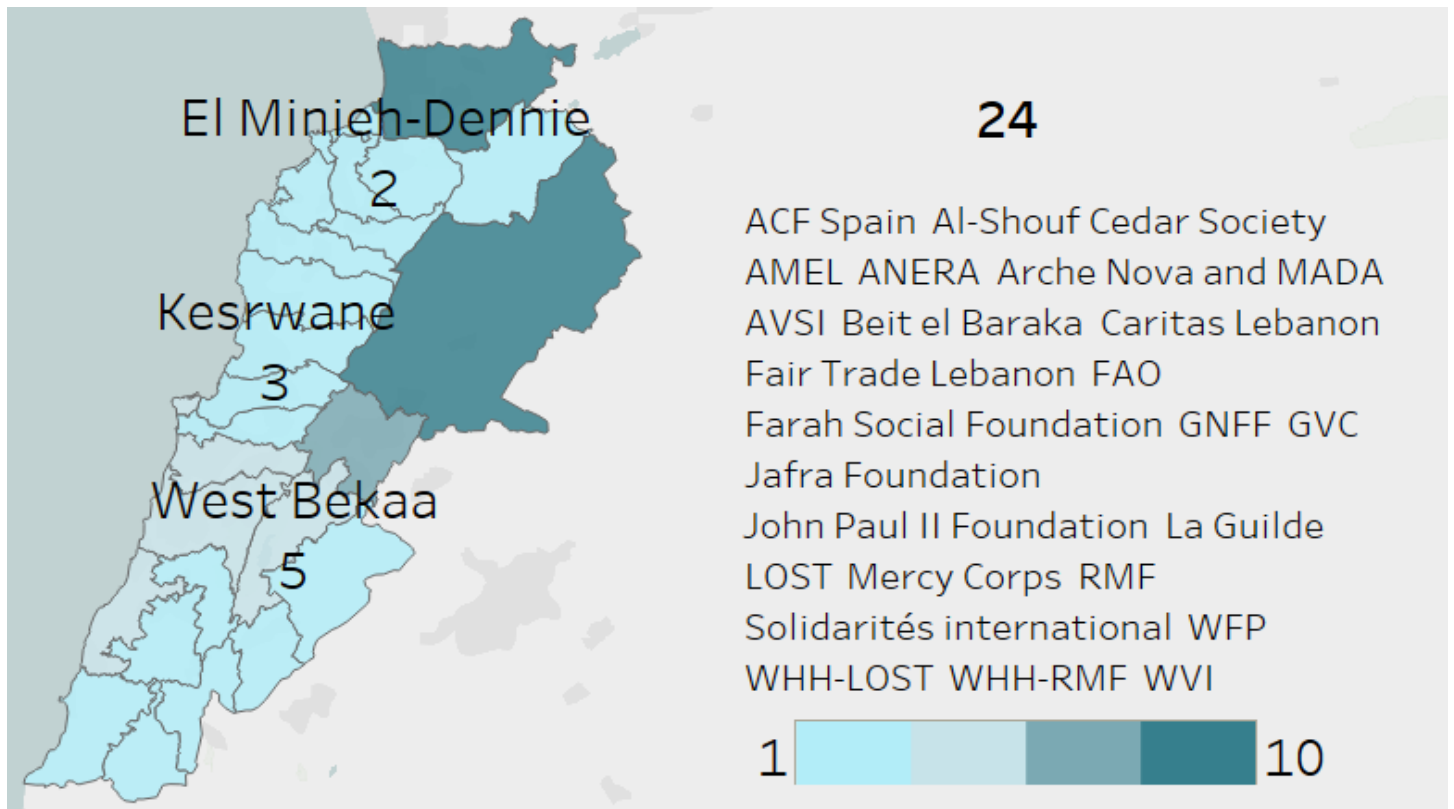 El Minieh-Dennie
2
Kesrwane
3
West Bekaa
5
24
ACF Spain Al-Shouf Cedar Society
AMEL ANERA Arche Nova and MADA
AVSI Beit el Baraka Caritas Lebanon
Fair Trade Lebanon FAO
Farah Social Foundation GNFF GVC
Jafra Foundation
John Paul II Foundation La Guilde
LOST Mercy Corps RMF
Solidarités international WFP
WHH-LOST WHH-RMF WVI
1 10